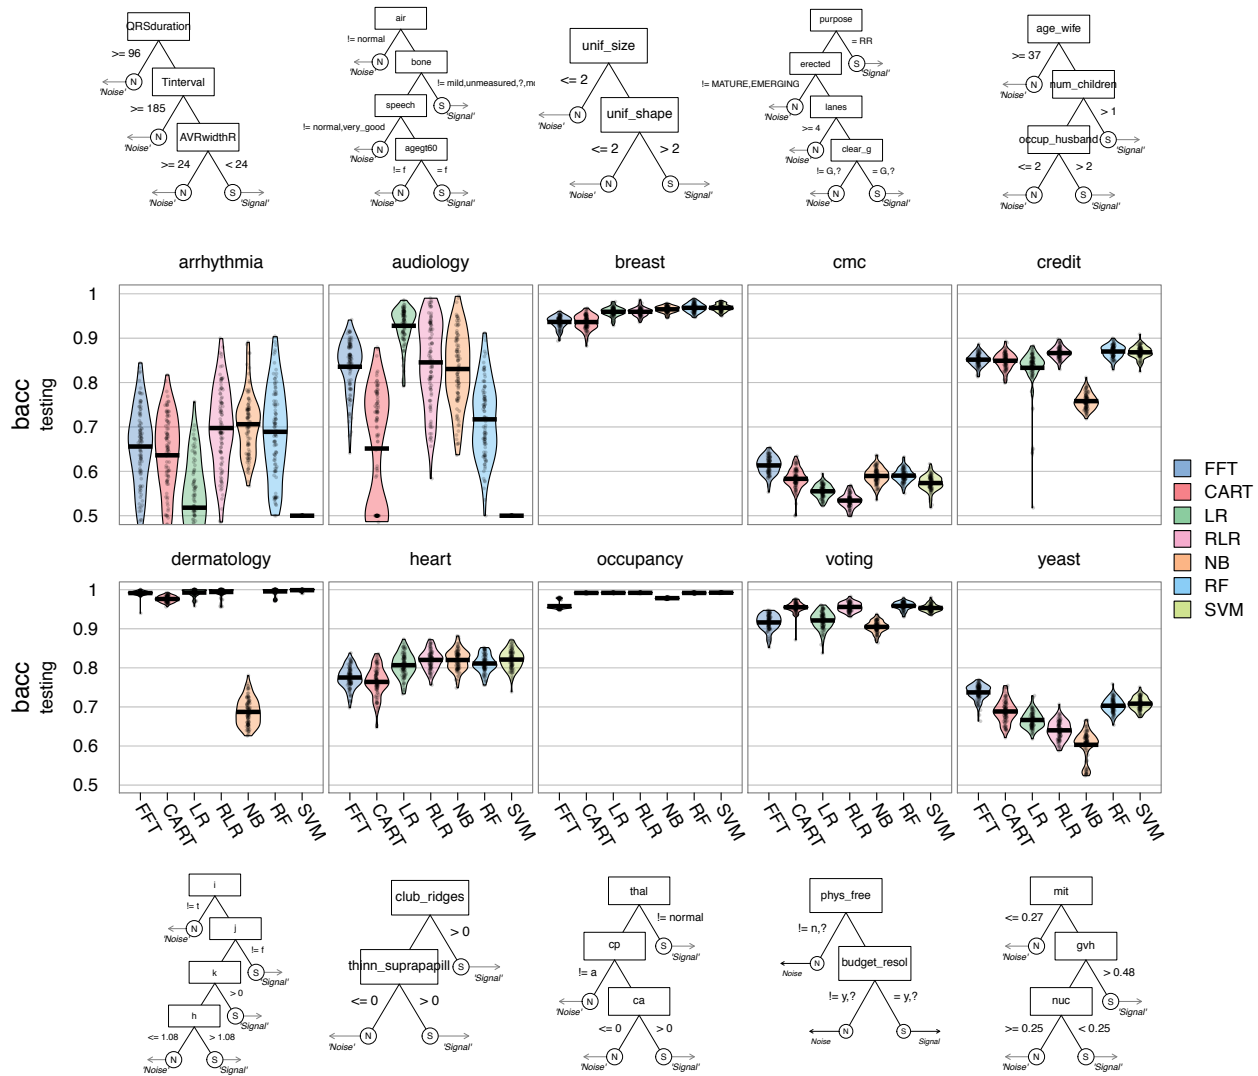 QRSduration
>= 96
N
'Noise'
Tinterval
>= 185
N
'Noise'
AVRwidthR
>= 24
< 24
N
S
'Noise'
'Signal'
air
!= normal
N
'Noise'
bone
!= mild,unmeasured,?,mo
speech
S
'Signal'
!= normal,very_good
N
'Noise'
agegt60
!= f
= f
N
S
'Noise'
'Signal'
unif_size
<= 2
N
'Noise'
unif_shape
<= 2
> 2
N
S
'Noise'
'Signal'
purpose
= RR
erected
S
'Signal'
!= MATURE,EMERGING
N
'Noise'
lanes
>= 4
N
'Noise'
clear_g
!= G,?
= G,?
N
S
'Noise'
'Signal'
age_wife
>= 37
N
'Noise'
num_children
> 1
occup_husband
S
'Signal'
<= 2
> 2
N
S
'Noise'
'Signal'
arrhythmia
audiology
breast
cmc
credit
1
0.9
0.8
0.7
0.6
0.5
bacc
testing
dermatology
heart
occupancy
voting
yeast
1
0.9
0.8
0.7
0.6
0.5
bacc
testing
FFT
CART
LR
RLR
NB
RF
SVM
FFT
CART
LR
RLR
NB
RF
SVM
FFT
CART
LR
RLR
NB
RF
SVM
FFT
CART
LR
RLR
NB
RF
SVM
FFT
CART
LR
RLR
NB
RF
SVM
FFT
CART
LR
RLR
NB
RF
SVM
i
!= t
N
'Noise'
j
!= f
k
S
'Signal'
> 0
h
S
'Signal'
<= 1.08
> 1.08
N
S
'Noise'
'Signal'
club_ridges
> 0
thinn_suprapapill
S
'Signal'
<= 0
> 0
N
S
'Noise'
'Signal'
thal
!= normal
cp
S
'Signal'
!= a
N
'Noise'
ca
<= 0
> 0
N
S
'Noise'
'Signal'
phys_free
!= n,?
N
Noise
budget_resol
!= y,?
= y,?
N
S
Noise
Signal
mit
<= 0.27
N
'Noise'
gvh
> 0.48
nuc
S
'Signal'
>= 0.25
< 0.25
N
S
'Noise'
'Signal'